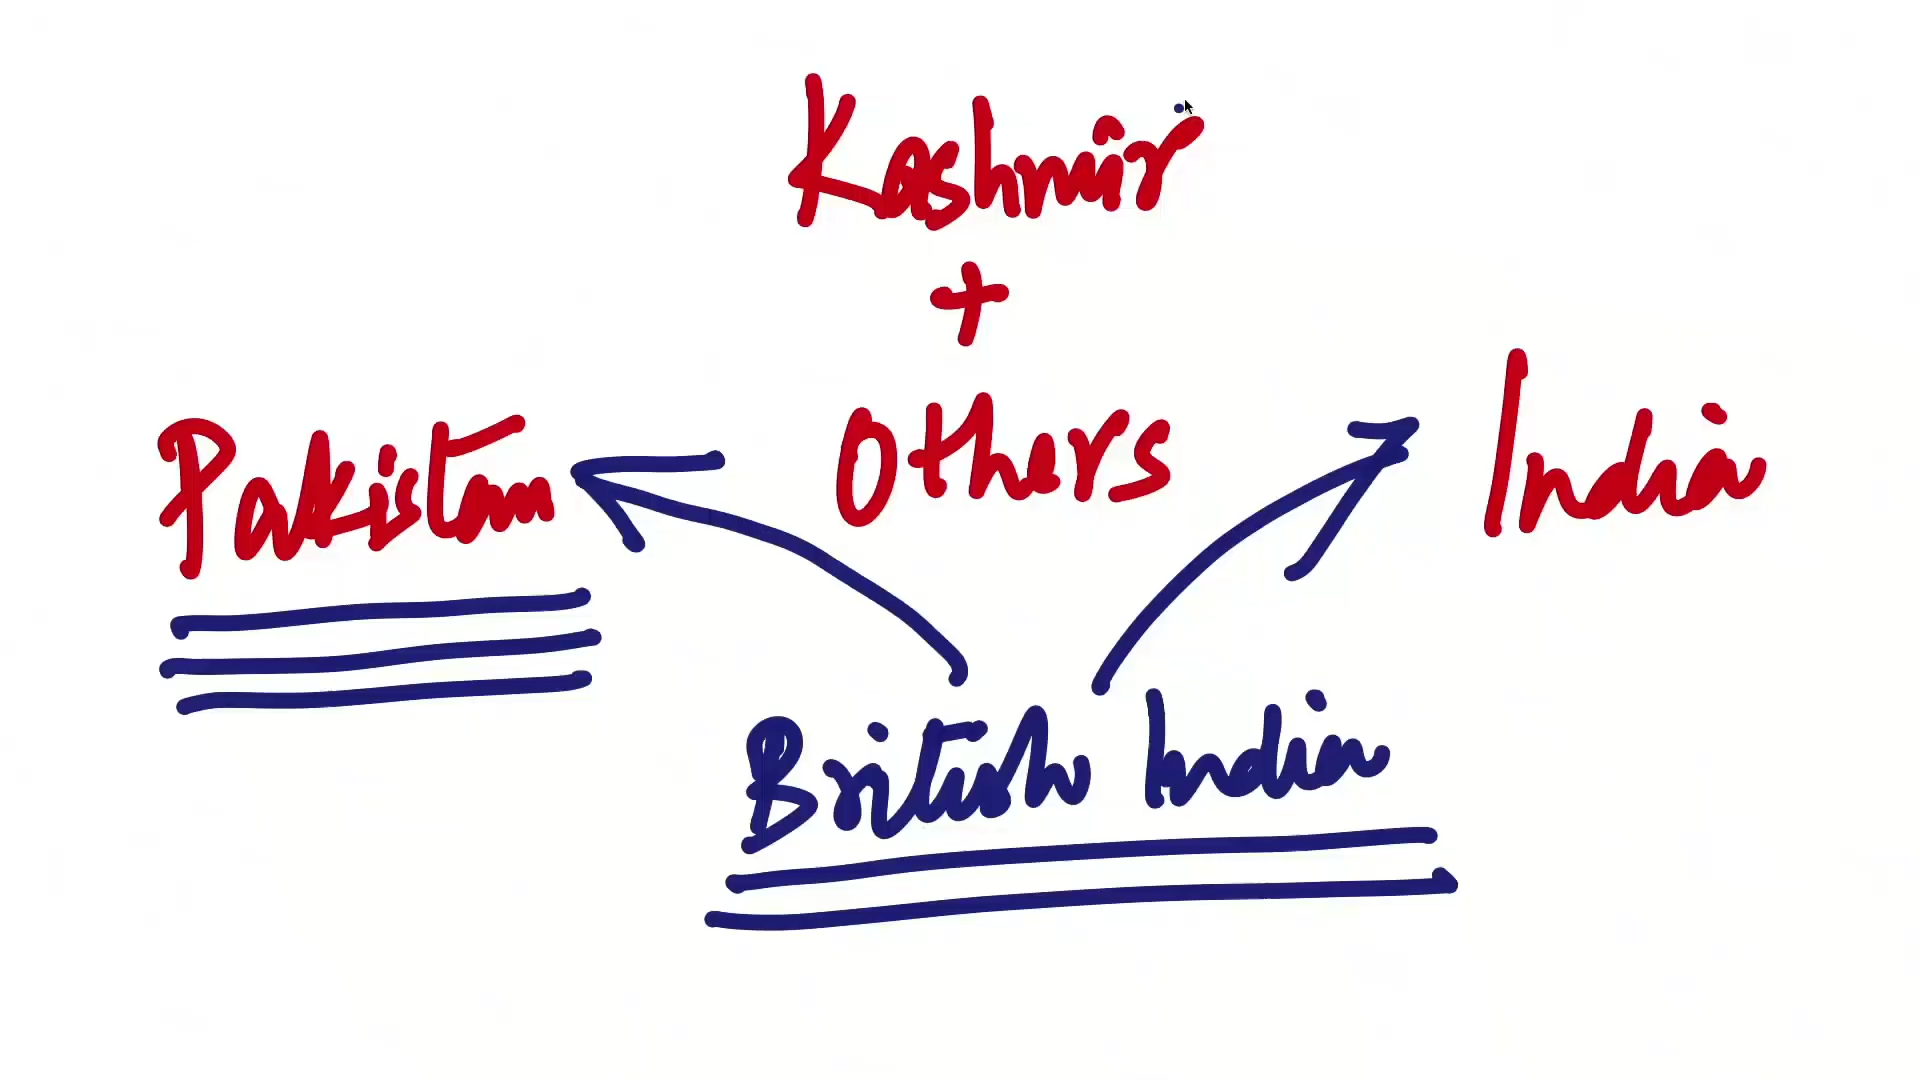 Kashmir
+
Others
Pakistan
India
British India